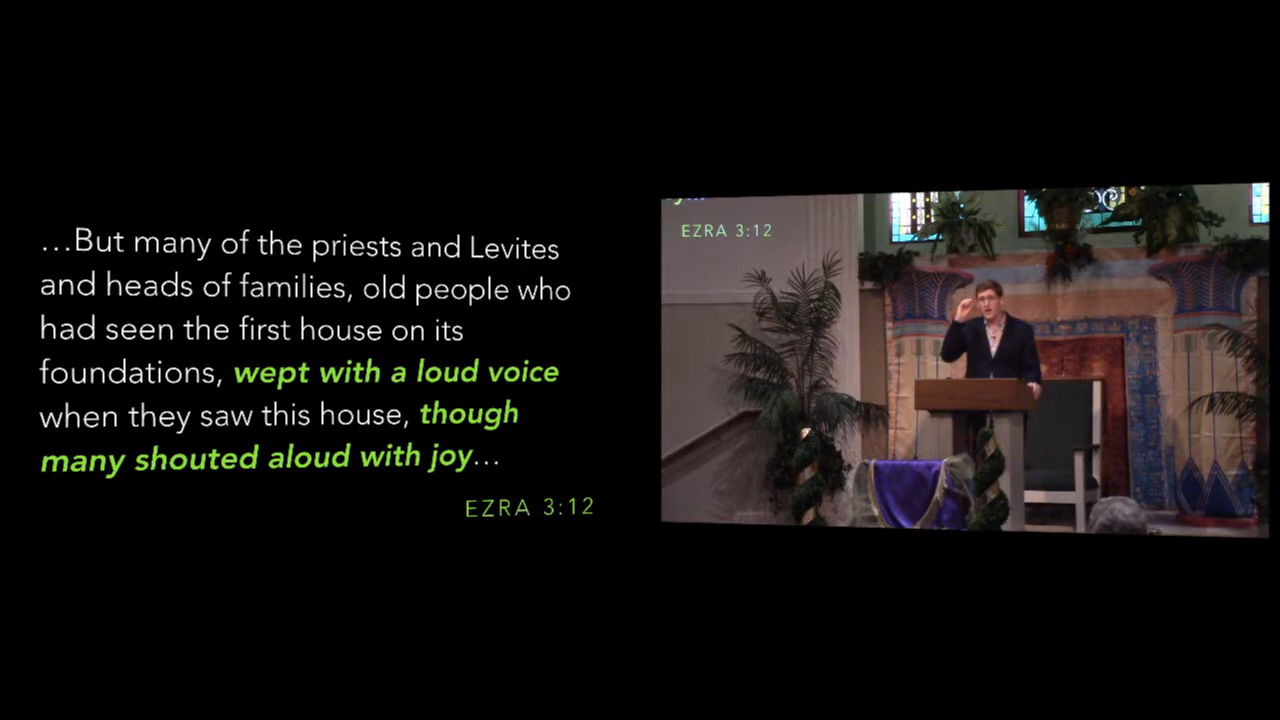 ...But many of the priests and Levites
and heads of families, old people who
had seen the first house on its
foundations, wept with a loud voice
when they saw this house, though
many shouted aloud with joy...
EZRA 3:12
EZRA 3:12